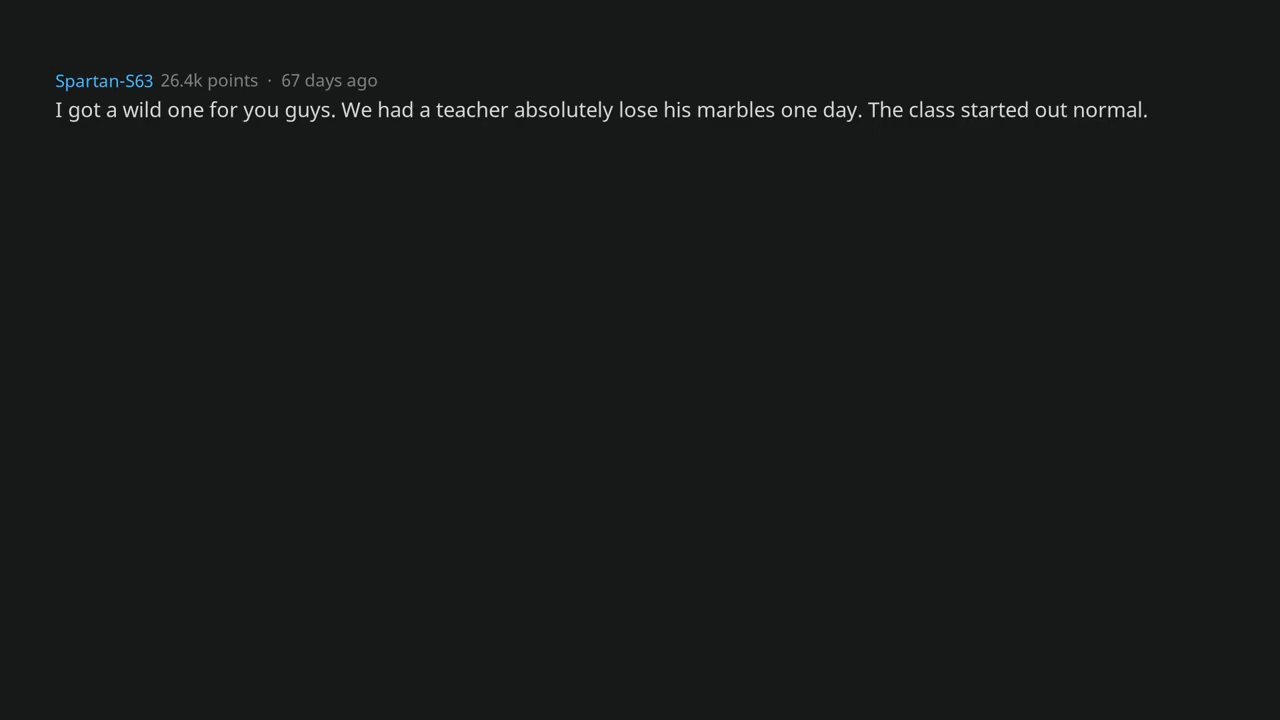 Spartan-S63 26.4k points · 67 days ago
I got a wild one for you guys. We had a teacher absolutely lose his marbles one day. The class started out normal.